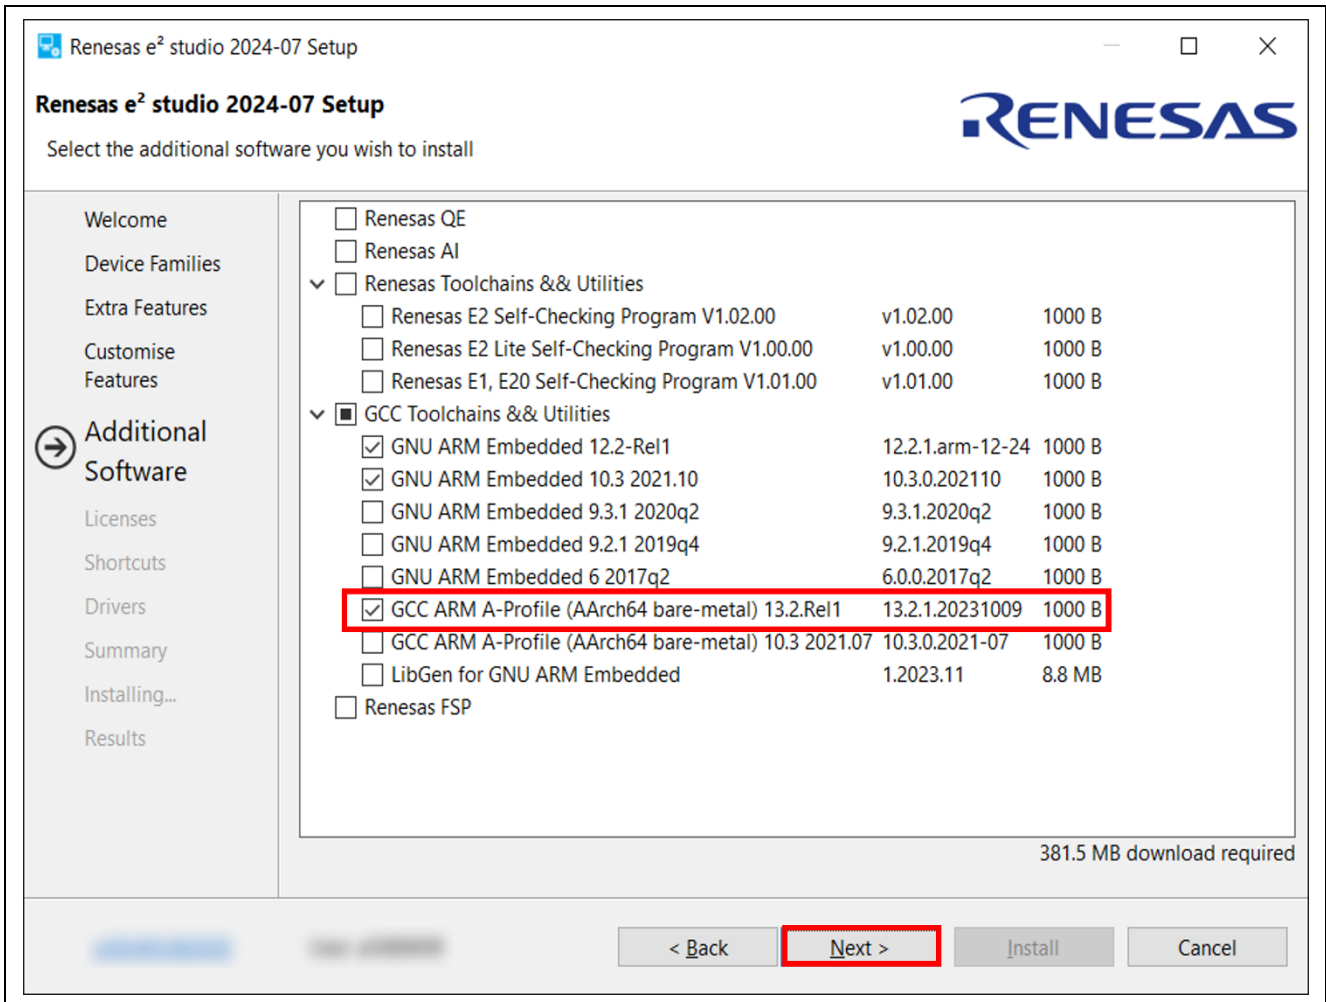 Renesas e² studio 2024-07 Setup
Renesas e² studio 2024-07 Setup
Select the additional software you wish to install
RENESAS
Welcome
Device Families
Extra Features
Customise
Features
Additional
Software
Licenses
Shortcuts
Drivers
Summary
Installing...
Results
Renesas QE
Renesas AI
Renesas Toolchains && Utilities
Renesas E2 Self-Checking Program V1.02.00 v1.02.00 1000 B
Renesas E2 Lite Self-Checking Program V1.00.00 v1.00.00 1000 B
Renesas E1, E20 Self-Checking Program V1.01.00 v1.01.00 1000 B
GCC Toolchains && Utilities
GNU ARM Embedded 12.2-Rel1 12.2.1.arm-12-24 1000 B
GNU ARM Embedded 10.3 2021.10 10.3.0.202110 1000 B
GNU ARM Embedded 9.3.1 2020q2 9.3.1.2020q2 1000 B
GNU ARM Embedded 9.2.1 2019q4 9.2.1.2019q4 1000 B
GNU ARM Embedded 6 2017q2 6.0.0.2017q2 1000 B
GCC ARM A-Profile (AArch64 bare-metal) 13.2.Rel1 13.2.1.20231009 1000 B
GCC ARM A-Profile (AArch64 bare-metal) 10.3 2021.07 10.3.0.2021-07 1000 B
LibGen for GNU ARM Embedded 1.2023.11 8.8 MB
Renesas FSP
381.5 MB download required
< Back Next > Install Cancel